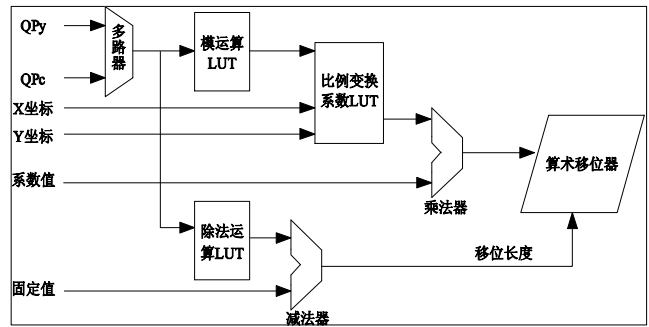 QPy
QPc
多路器
模运算
LUT
比例变换
系数LUT
X坐标
Y坐标
系数值
乘法器
算术移位器
除法运
算LUT
移位长度
固定值
减法器